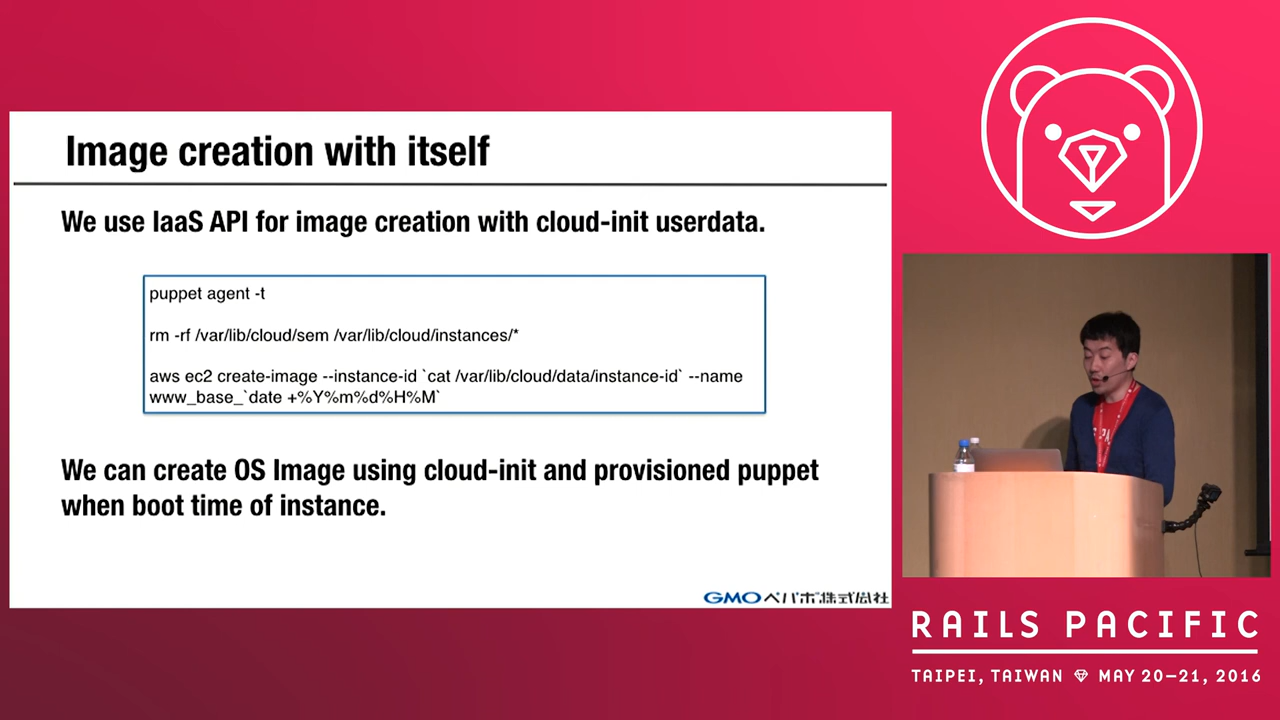 Image creation with itself
We use IaaS API for image creation with cloud-init userdata.
puppet agent -t
rm -rf /var/lib/cloud/sem /var/lib/cloud/instances/*
aws ec2 create-image --instance-id `cat /var/lib/cloud/data/instance-id` --name
www_base_`date +%Y%m%d%H%M`
We can create OS Image using cloud-init and provisioned puppet
when boot time of instance.
GMOペパボ株式会社
RAILS PACIFIC
TAIPEI, TAIWAN MAY 20–21, 2016